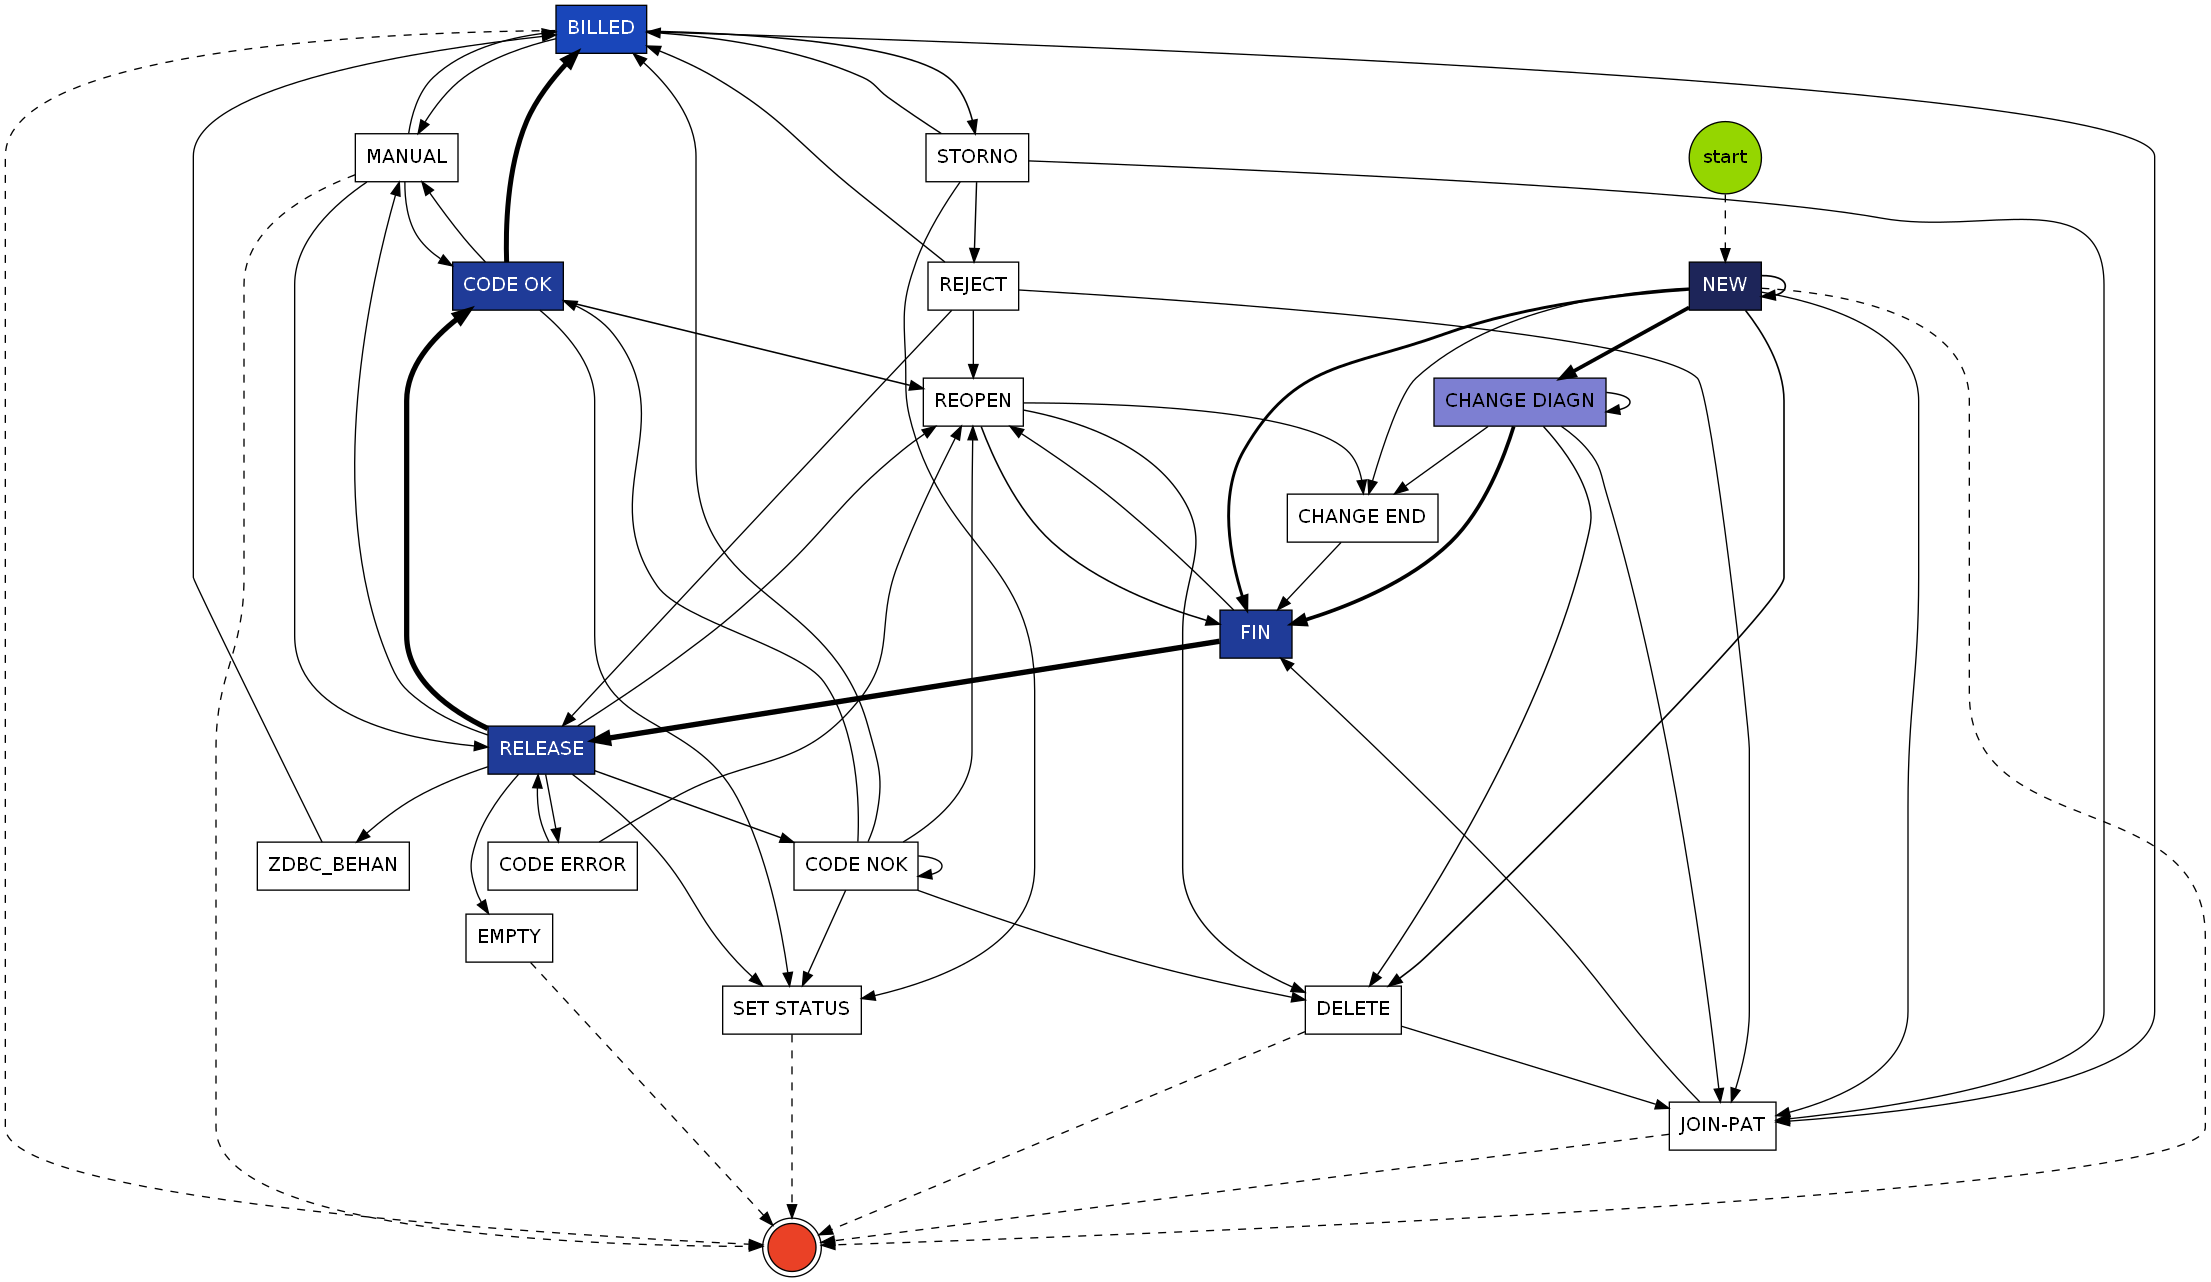 BILLED
MANUAL
STORNO
start
CODE OK
REJECT
NEW
REOPEN
CHANGE DIAGN
CHANGE END
FIN
RELEASE
ZDBC_BEHAN
CODE ERROR
CODE NOK
EMPTY
SET STATUS
DELETE
JOIN-PAT